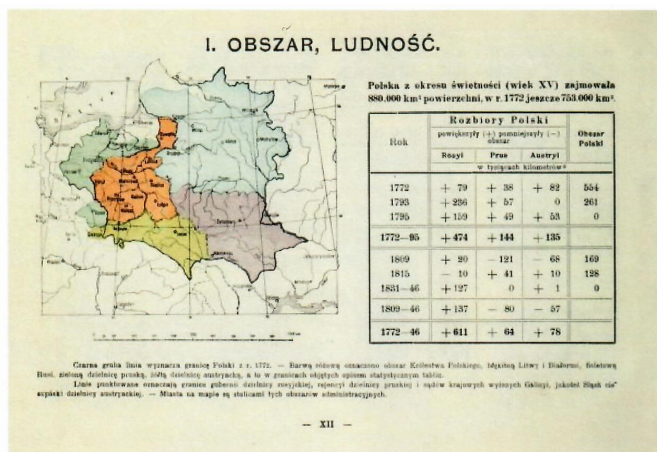 I. OBSZAR, LUDNOŚĆ.
Polska z okresu świetności (wiek XV) zajmowała
880.000 km² powierzchni, w r. 1772 jeszcze 753.000 km².
Rozbiory Polski
Rok
powiększyły (+) pomniejszyły (−)
obszar
Obszar
Polski
Rosyi Prus Austryi
w tysiącach kilometrów²
1772 + 79 + 38 + 82 554
1793 + 236 + 57 0 261
1795 + 159 + 49 + 53 0
1772—95 + 474 + 144 + 135
1809 + 20 − 121 − 68 169
1815 − 10 + 41 + 10 128
1831-46 + 127 0 + 1 0
1809-46 + 137 − 80 − 57
1772-46 + 611 + 64 + 78
Czarna gruba linia wyznacza granicę Polski z r. 1772. — Barwą różową oznaczono obszar Królestwa Polskiego, błękitną Litwy i Białorusi, fioletową
Rusi, zieloną dzielnicę pruską, żółtą dzielnicę austryacką, a to w granicach objętych opisem statystycznym tablic.
Linie punktowane oznaczają granice gubernii dzielnicy rosyjskiej, rejencyi dzielnicy pruskiej i sądów krajowych wyższych Galicyi, jakoteż Śląsk cie-
szyński dzielnicy austryackiej. — Miasta na mapie są stolicami tych obszarów administracyjnych.
— XII —